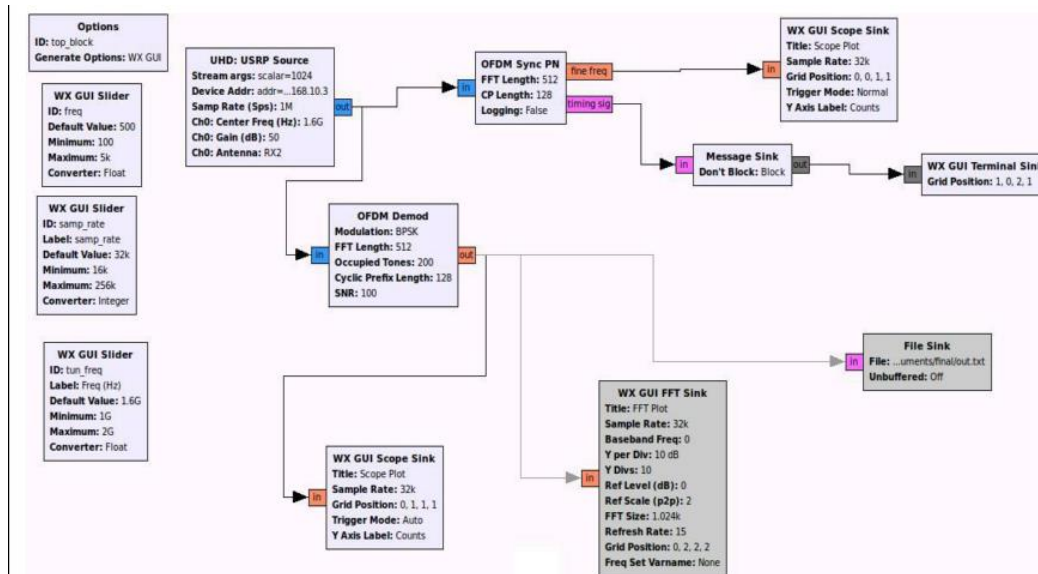 Options
ID: top_block
Generate Options: WX GUI
WX GUI Slider
ID: freq
Default Value: 500
Minimum: 100
Maximum: 5k
Converter: Float
WX GUI Slider
ID: samp_rate
Label: samp_rate
Default Value: 32k
Minimum: 16k
Maximum: 256k
Converter: Integer
WX GUI Slider
ID: tun_freq
Label: Freq (Hz)
Default Value: 1.6G
Minimum: 1G
Maximum: 2G
Converter: Float
UHD: USRP Source
Stream args: scalar=1024
Device Addr: addr=...168.10.3
Samp Rate (Sps): 1M
Ch0: Center Freq (Hz): 1.6G
Ch0: Gain (dB): 50
Ch0: Antenna: RX2
out
in
OFDM Sync PN
FFT Length: 512
CP Length: 128
Logging: False
fine freq
timing sig
in
WX GUI Scope Sink
Title: Scope Plot
Sample Rate: 32k
Grid Position: 0, 0, 1, 1
Trigger Mode: Normal
Y Axis Label: Counts
in
Message Sink
Don't Block: Block
out
in
WX GUI Terminal Sink
Grid Position: 1, 0, 2, 1
in
OFDM Demod
Modulation: BPSK
FFT Length: 512
Occupied Tones: 200
Cyclic Prefix Length: 128
SNR: 100
out
in
WX GUI Scope Sink
Title: Scope Plot
Sample Rate: 32k
Grid Position: 0, 1, 1, 1
Trigger Mode: Auto
Y Axis Label: Counts
in
WX GUI FFT Sink
Title: FFT Plot
Sample Rate: 32k
Baseband Freq: 0
Y per Div: 10 dB
Y Divs: 10
Ref Level (dB): 0
Ref Scale (p2p): 2
FFT Size: 1.024k
Refresh Rate: 15
Grid Position: 0, 2, 2, 2
Freq Set Varname: None
in
File Sink
File: ...uments/final/out.txt
Unbuffered: Off